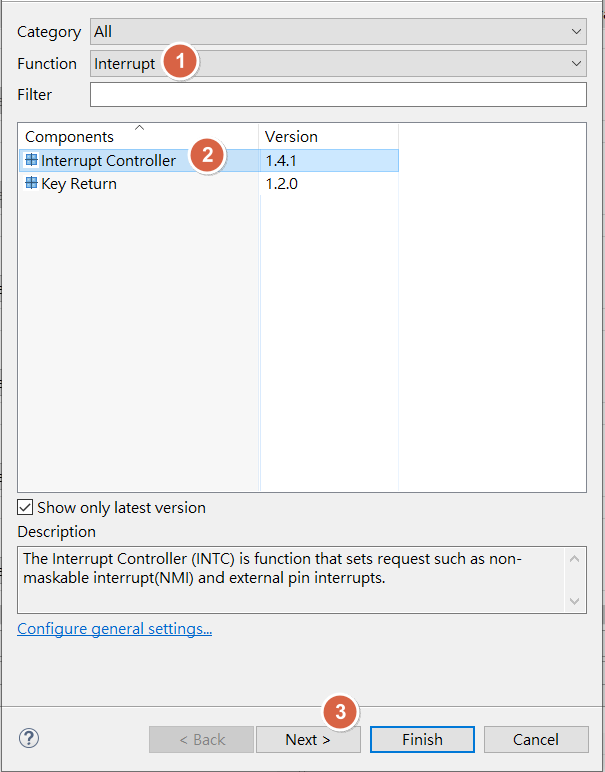 Category All
Function Interrupt 1
Filter
Components Version
Interrupt Controller 2 1.4.1
Key Return 1.2.0
Show only latest version
Description
The Interrupt Controller (INTC) is function that sets request such as non-
maskable interrupt(NMI) and external pin interrupts.
Configure general settings...
3
? < Back Next > Finish Cancel